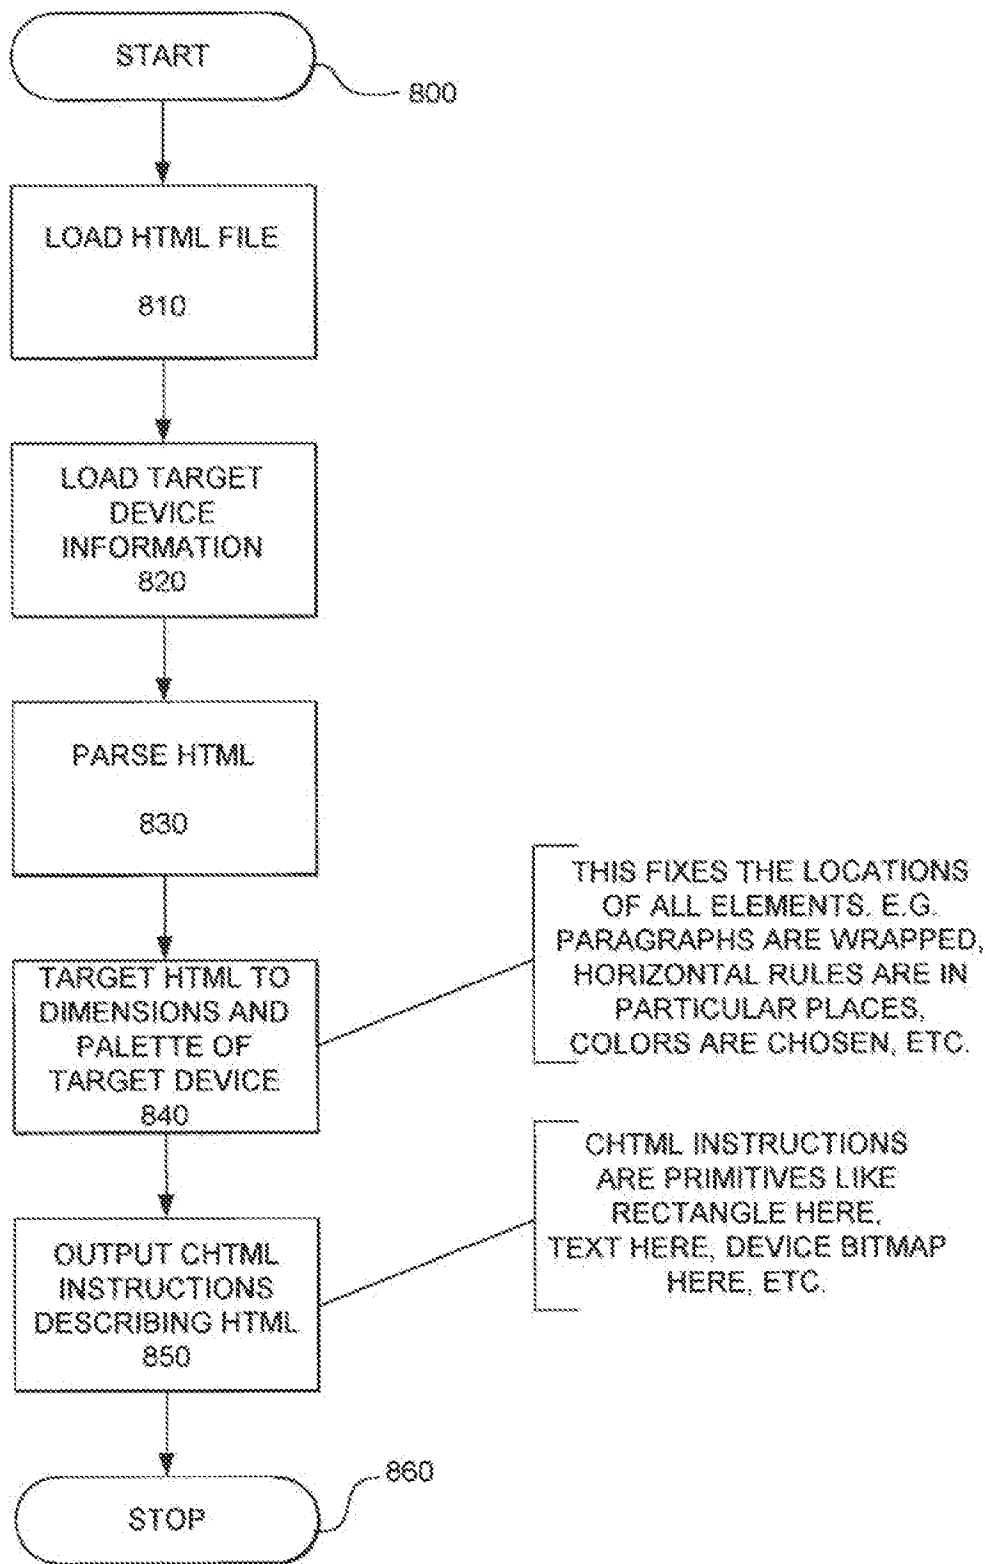 START
800
LOAD HTML FILE
810
LOAD TARGET
DEVICE
INFORMATION
820
PARSE HTML
830
TARGET HTML TO
DIMENSIONS AND
PALETTE OF
TARGET DEVICE
840
THIS FIXES THE LOCATIONS
OF ALL ELEMENTS. E.G.
PARAGRAPHS ARE WRAPPED,
HORIZONTAL RULES ARE IN
PARTICULAR PLACES,
COLORS ARE CHOSEN, ETC.
OUTPUT CHTML
INSTRUCTIONS
DESCRIBING HTML
850
CHTML INSTRUCTIONS
ARE PRIMITIVES LIKE
RECTANGLE HERE,
TEXT HERE, DEVICE BITMAP
HERE, ETC.
STOP
860